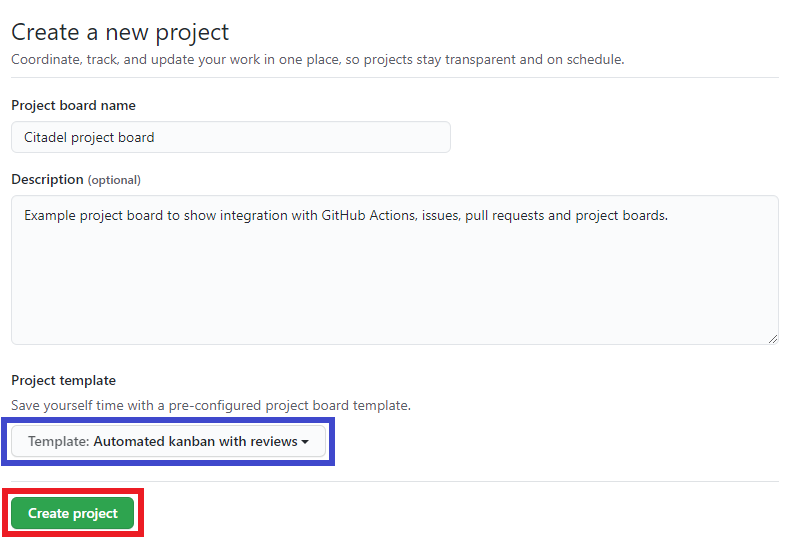 Create a new project
Coordinate, track, and update your work in one place, so projects stay transparent and on schedule.
Project board name
Citadel project board
Description (optional)
Example project board to show integration with GitHub Actions, issues, pull requests and project boards.
Project template
Save yourself time with a pre-configured project board template.
Template: Automated kanban with reviews
Create project